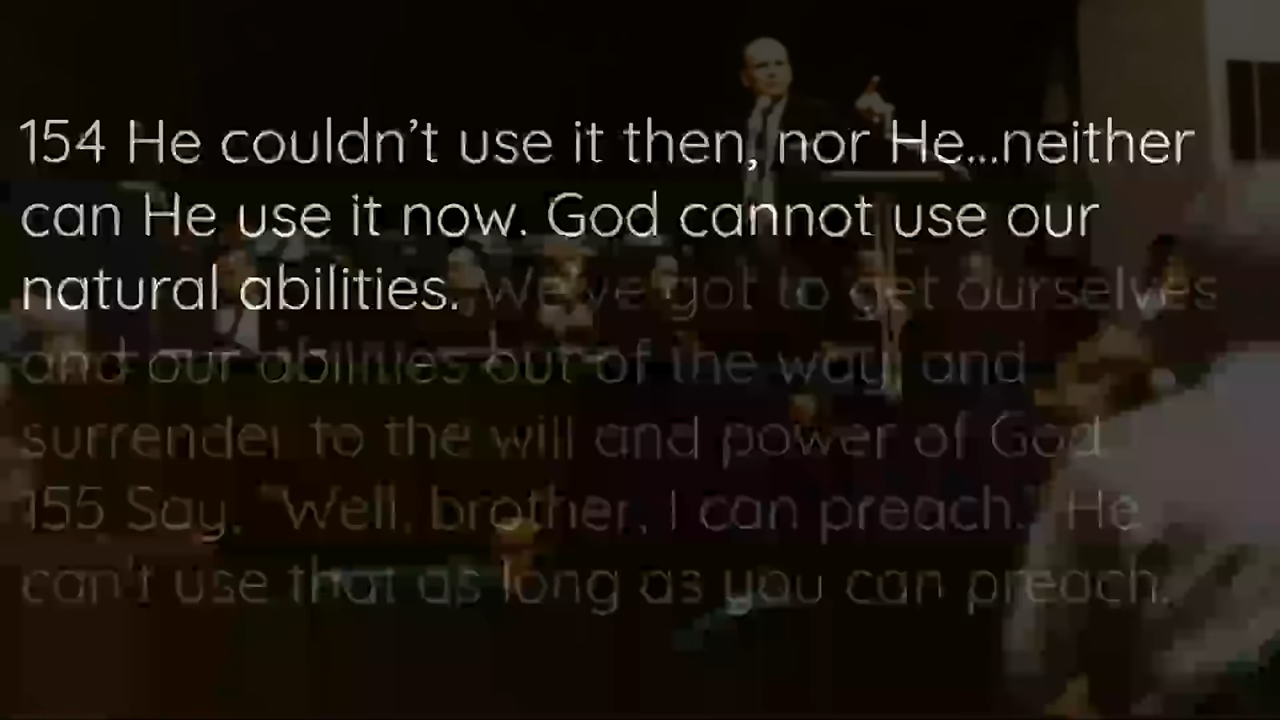 154 He couldn't use it then, nor He...neither
can He use it now. God cannot use our
natural abilities. We've got to get ourselves
and our abilities out of the way, and
surrender to the will and power of God.
155 Say, "Well, brother, I can preach." He
can't use that as long as you can preach.